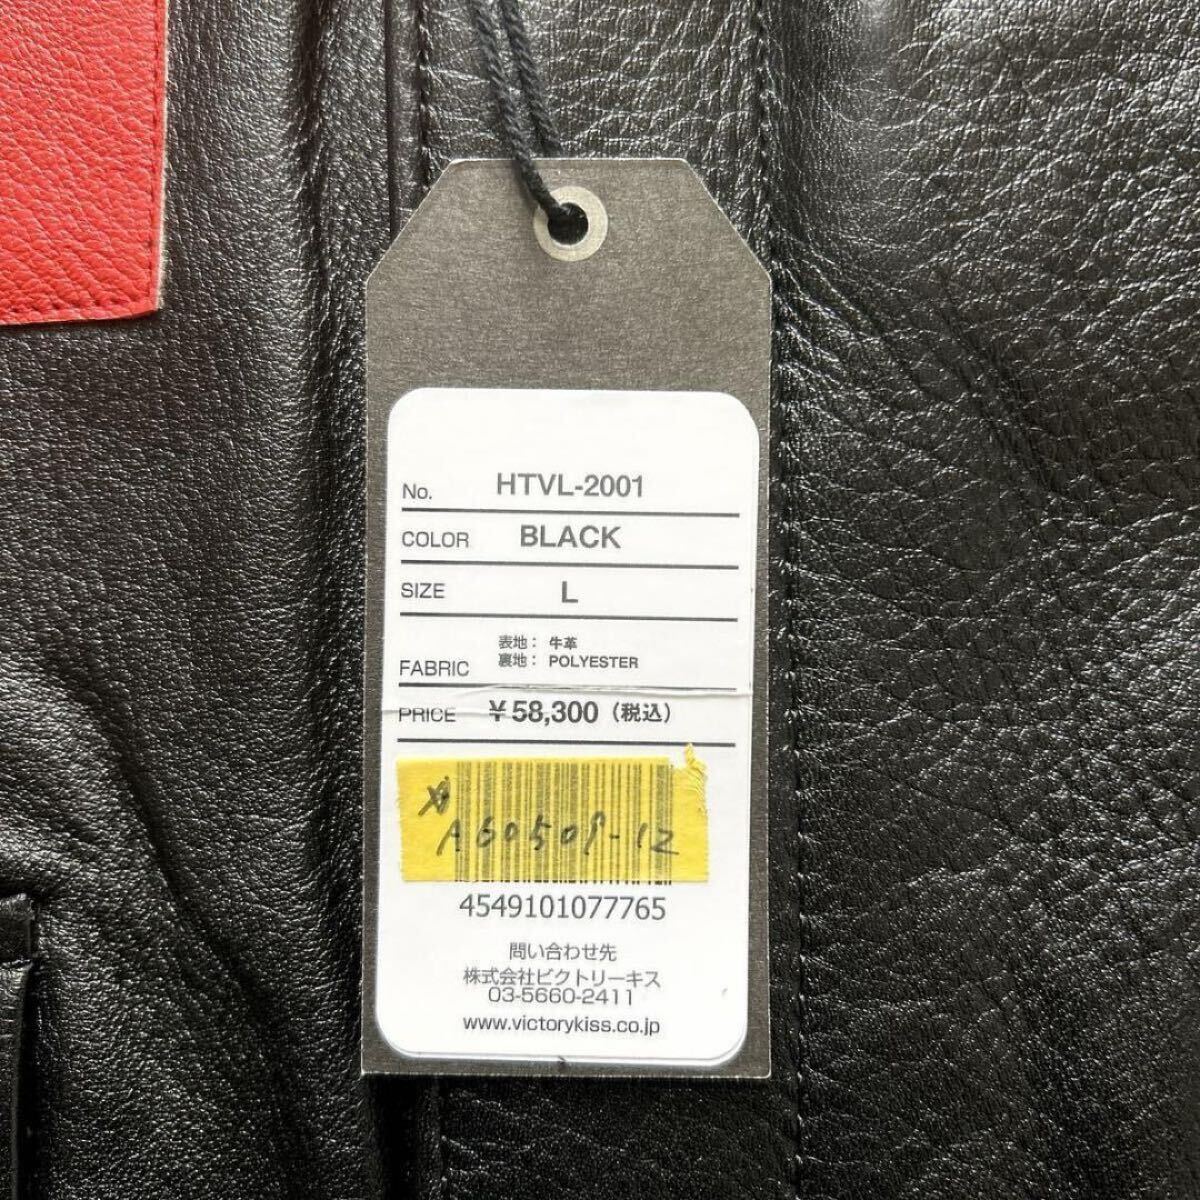 No. HTVL-2001
COLOR BLACK
SIZE L
表地： 牛革
裏地： POLYESTER
FABRIC
PRICE ￥58,300（税込）
A60509-12
4549101077765
問い合わせ先
株式会社ビクトリーキス
03-5660-2411
www.victorykiss.co.jp